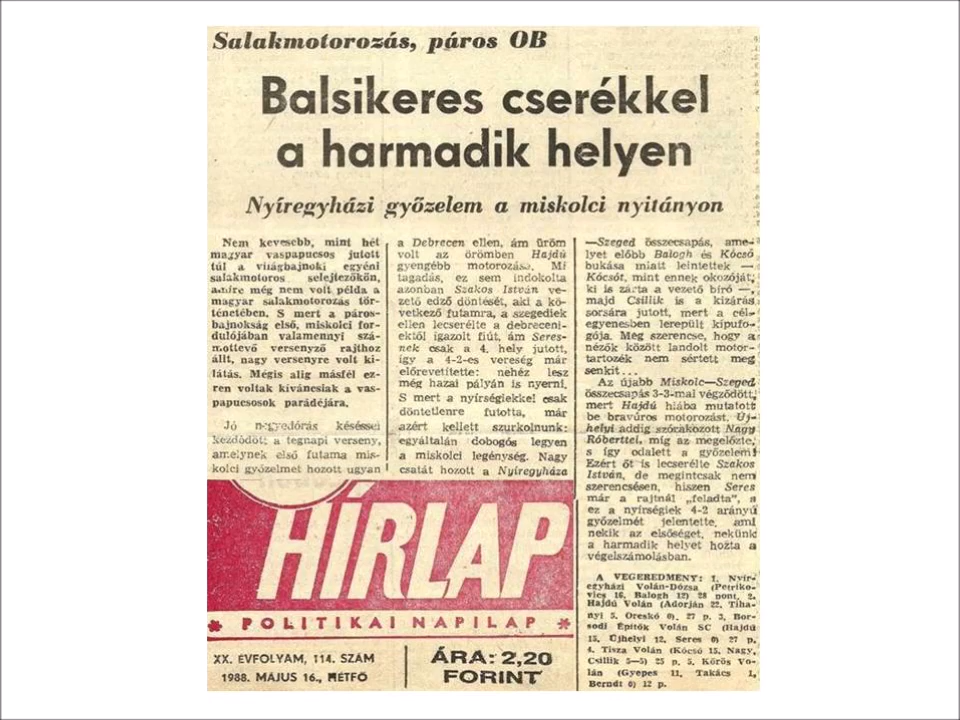 Salakmotorozás, páros OB
Balsikeres cserékkel
a harmadik helyen
Nyíregyházi győzelem a miskolci nyitányon
Nem kevesebb, mint hét
magyar vaspapucsos jutott
túl a világbajnoki egyéni
salakmotoros selejtezőkön,
amire még nem volt példa a
magyar salakmotorozás tör-
ténetében. S mert a páros-
bajnokság első, miskolci for-
dulójában valamennyi szá-
mottevő versenyző rajthoz
állt, nagy versenyre volt ki-
látás. Mégis alig másfél ez-
ren voltak kíváncsiak a vas-
papucsosok parádéjára.
Jó negyedórás késéssel
kezdődött a tegnapi verseny,
amelynek első futama mis-
kolci győzelmet hozott ugyan
a Debrecen ellen, ám üröm
volt az örömben Hajdú
gyengébb motorozása. Mi
tagadás, ez sem indokolta
azonban Szakos István ve-
zető edző döntését, aki a kö-
vetkező futamra, a szegediek
ellen lecserélte a debreceni-
ektől igazolt fiút, ám Seres-
nek csak a 4. hely jutott,
így a 4-2-es vereség már
előrevetítette: nehéz lesz
még hazai pályán is nyerni.
S mert a nyírségiekkel csak
döntetlenre futotta, már
azért kellett szurkolnunk:
egyáltalán dobogós legyen
a miskolci legénység. Nagy
csatát hozott a Nyíregyháza
—Szeged összecsapás, ame-
lyet előbb Balogh és Kócsó
bukása miatt leintettek —
Kócsót, mint ennek okozóját,
ki is zárta a vezető bíró —,
majd Csillik is a kizárás
sorsára jutott, mert a cél-
egyenesben lerepült kipufo-
gója. Még szerencse, hogy a
nézők között landolt motor-
tartozék nem sértett meg
senkit...
Az újabb Miskolc—Szeged
összecsapás 3-3-mal végződött,
mert Hajdú hiába mutatott
be bravúros motorozást, Új-
helyi addig szórakozott Nagy
Róberttel, míg az megelőzte,
s így odalett a győzelem!
Ezért őt is lecserélte Szakos
István, de megintcsak nem
szerencsésen, hiszen Seres
már a rajtnál „feladta”, s
ez a nyírségiek 4-2 arányú
győzelmét jelentette, ami
nekik az elsőséget, nekünk
a harmadik helyet hozta a
végelszámolásban.
A VÉGEREDMÉNY: 1. Nyír-
egyházi Volán-Dózsa (Petriko-
vics 16, Balogh 12) 28 pont, 2.
Hajdú Volán (Adorján 22, Tiha-
nyi 5, Oreskó 0), 27 p, 3. Bor-
sodi Építők Volán SC (Hajdú
15, Újhelyi 12, Seres 0) 27 p,
4. Tisza Volán (Kócsó 15, Nagy,
Csillik 5—5) 25 p, 5. Körös Vo-
lán (Gyepes 11, Takács 1,
Berndt 0) 12 p.
HÍRLAP
* POLITIKAI NAPILAP *
XX. ÉVFOLYAM, 114. SZÁM
1988. MÁJUS 16., HÉTFŐ
ÁRA: 2,20
FORINT